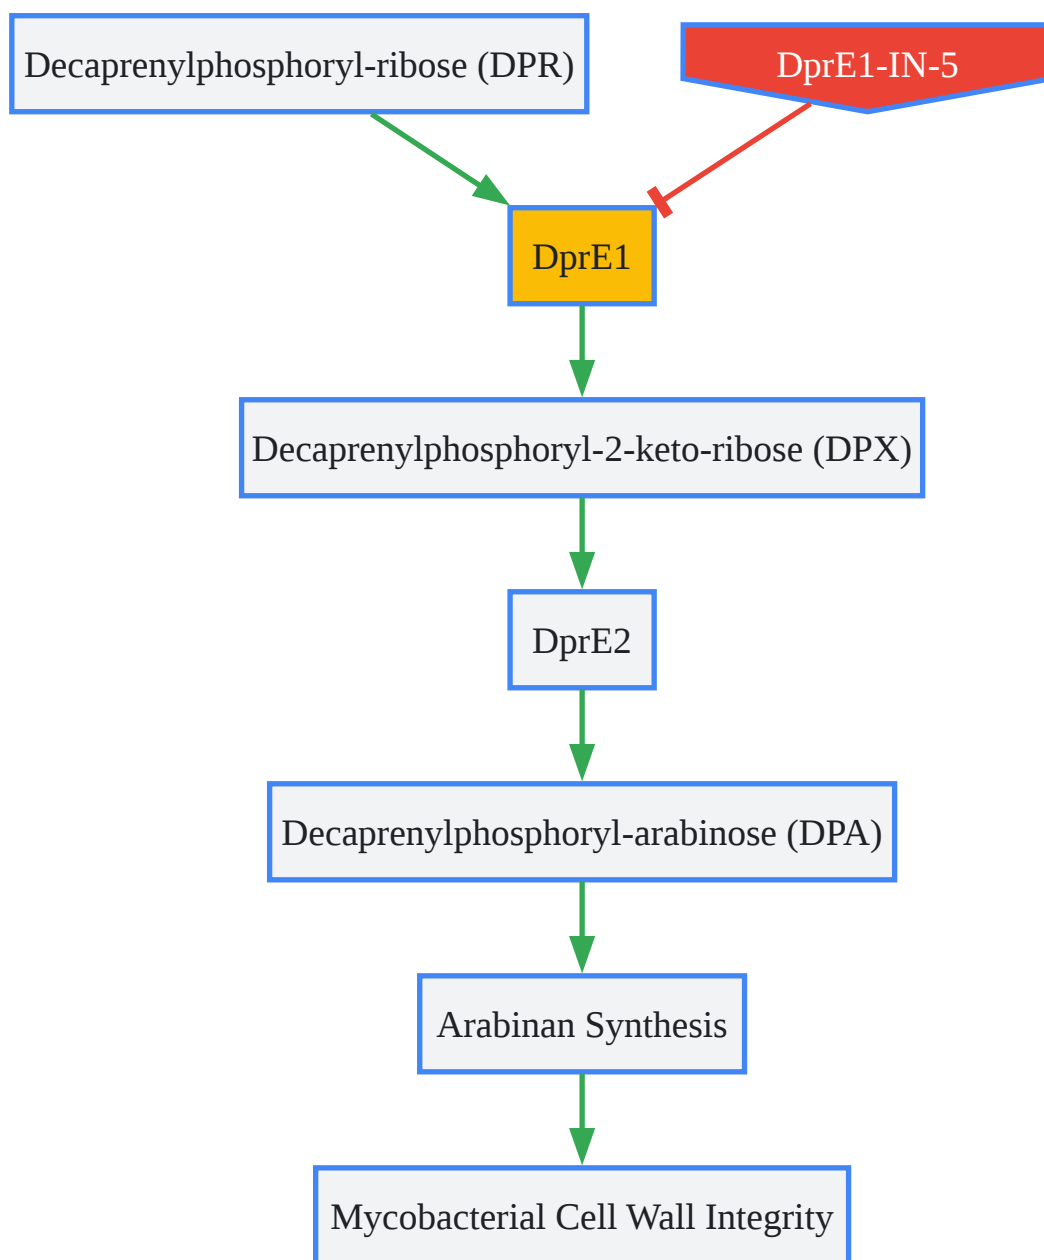 Decaprenylphosphoryl-ribose (DPR)
DprE1-IN-5
DprE1
Decaprenylphosphoryl-2-keto-ribose (DPX)
DprE2
Decaprenylphosphoryl-arabinose (DPA)
Arabinan Synthesis
Mycobacterial Cell Wall Integrity